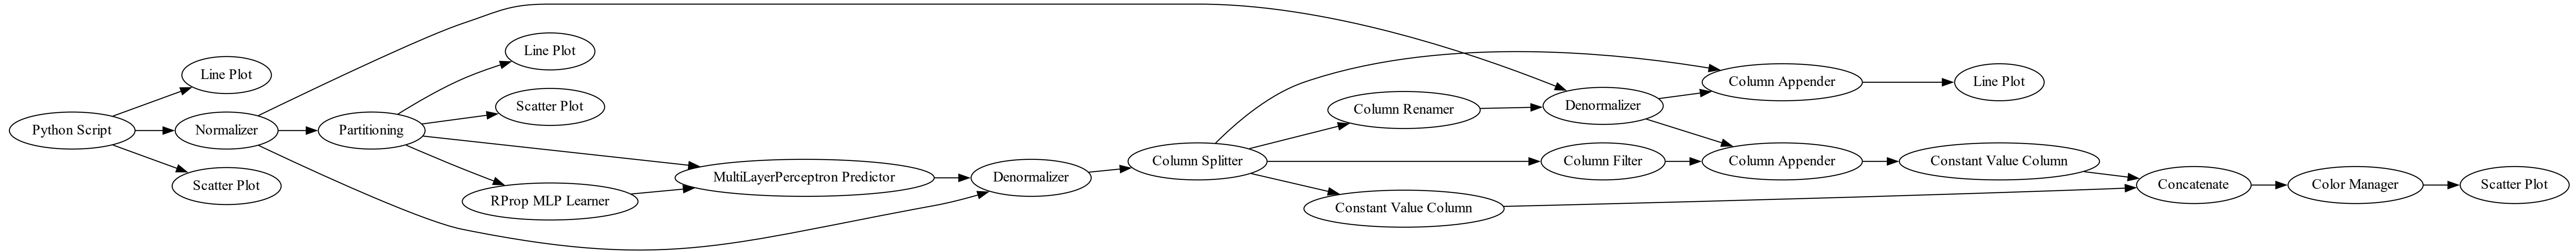 Python Script
Line Plot
Normalizer
Scatter Plot
Partitioning
Line Plot
Scatter Plot
RProp MLP Learner
MultiLayerPerceptron Predictor
Denormalizer
Column Splitter
Column Renamer
Constant Value Column
Denormalizer
Column Filter
Column Appender
Column Appender
Line Plot
Constant Value Column
Concatenate
Color Manager
Scatter Plot